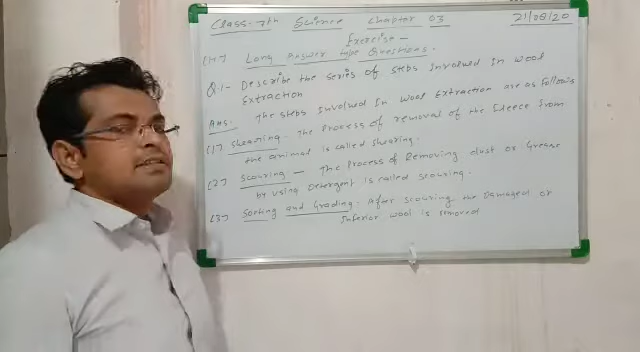 Class-7th Science Chapter 03 21/08/20
Exercise -
Long Answer type Questions.
Q.1- Describe the series of steps Involved In wool
Extraction
Ans. The steps Involved In wool Extraction are as follows
(1) Shearing. The Process of removal of the fleece from
the animal is called shearing.
(2) Scouring - The Process of Removing dust or Grease
by using Detergent is called scouring.
(3) Sorting and Grading. After scouring the Damaged or
Inferior wool is removed